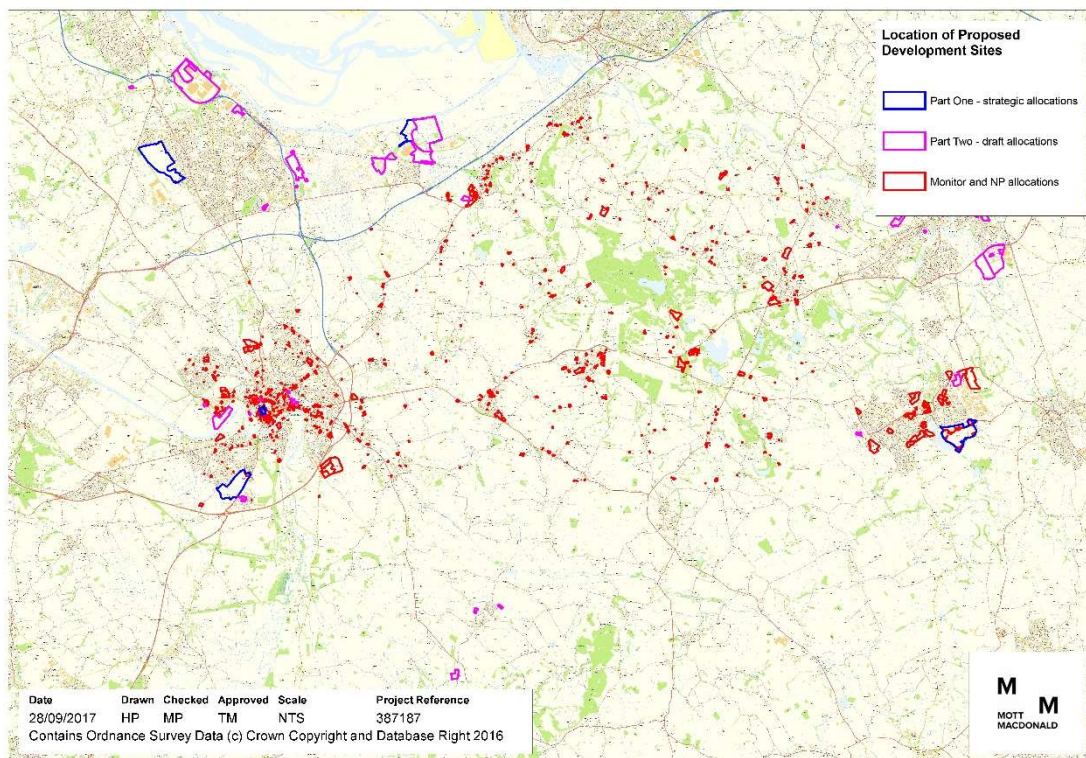 Location of Proposed
Development Sites
Part One - strategic allocations
Part Two - draft allocations
Monitor and NP allocations
Date Drawn Checked Approved Scale Project Reference
28/09/2017 HP MP TM NTS 387187
Contains Ordnance Survey Data (c) Crown Copyright and Database Right 2016
M
M
MOTT
MACDONALD